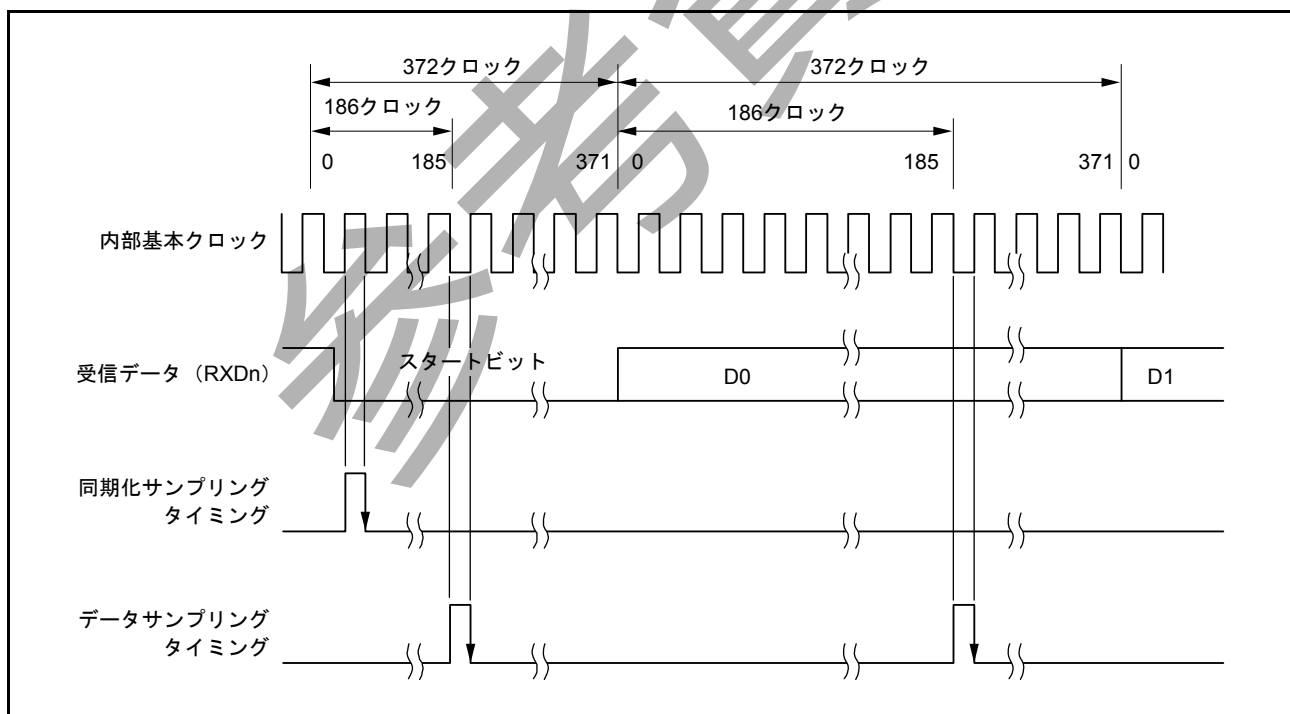 372クロック
372クロック
186クロック
186クロック
0
185
371
0
185
371
0
内部基本クロック
受信データ（RXDn）
スタートビット
D0
D1
同期化サンプリング
タイミング
データサンプリング
タイミング
参考